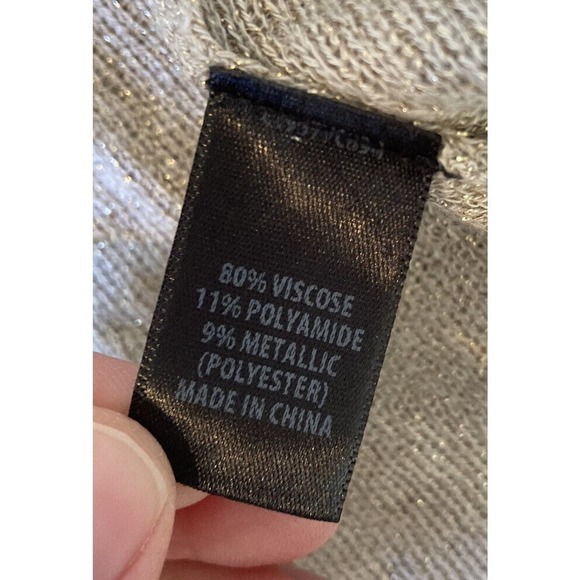 80% VISCOSE
11% POLYAMIDE
9% METALLIC
(POLYESTER)
MADE IN CHINA